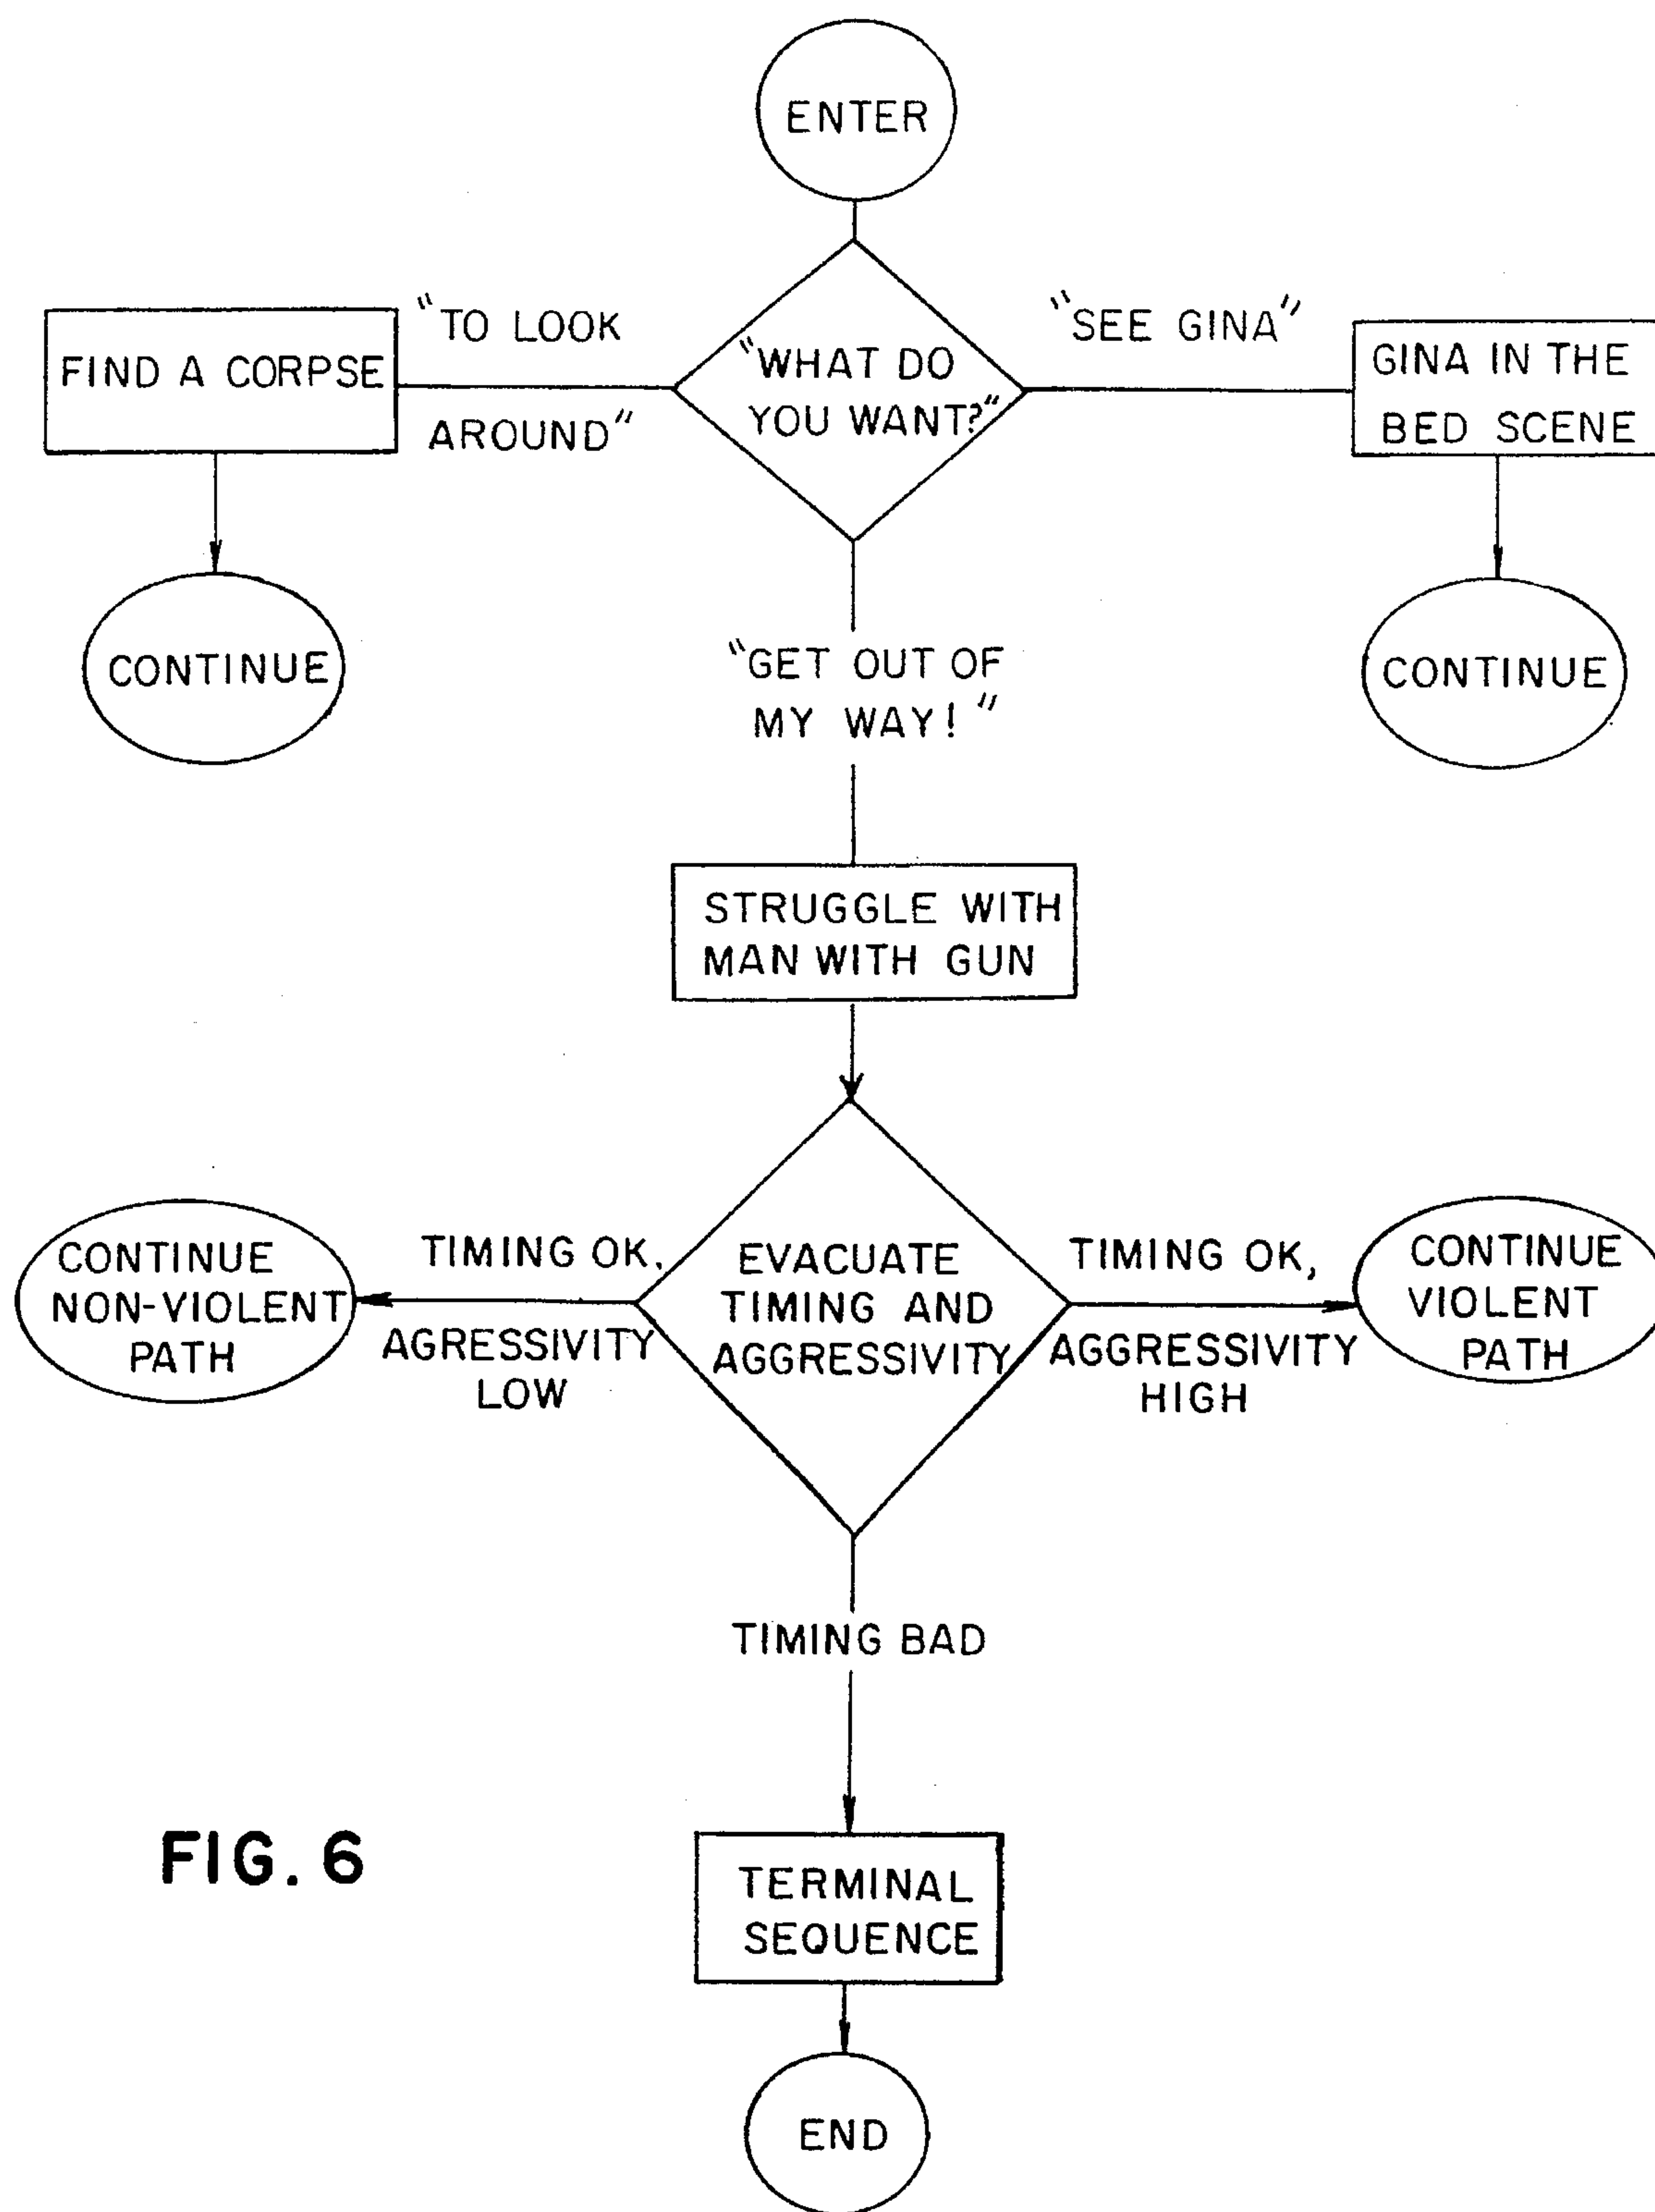 ENTER
"TO LOOK
AROUND"
"SEE GINA"
FIND A CORPSE
"WHAT DO
YOU WANT?"
GINA IN THE
BED SCENE
CONTINUE
CONTINUE
"GET OUT OF
MY WAY!"
STRUGGLE WITH
MAN WITH GUN
CONTINUE
NON-VIOLENT
PATH
TIMING OK,
AGRESSIVITY
LOW
EVACUATE
TIMING AND
AGGRESSIVITY
TIMING OK,
AGGRESSIVITY
HIGH
CONTINUE
VIOLENT
PATH
TIMING BAD
FIG. 6
TERMINAL
SEQUENCE
END